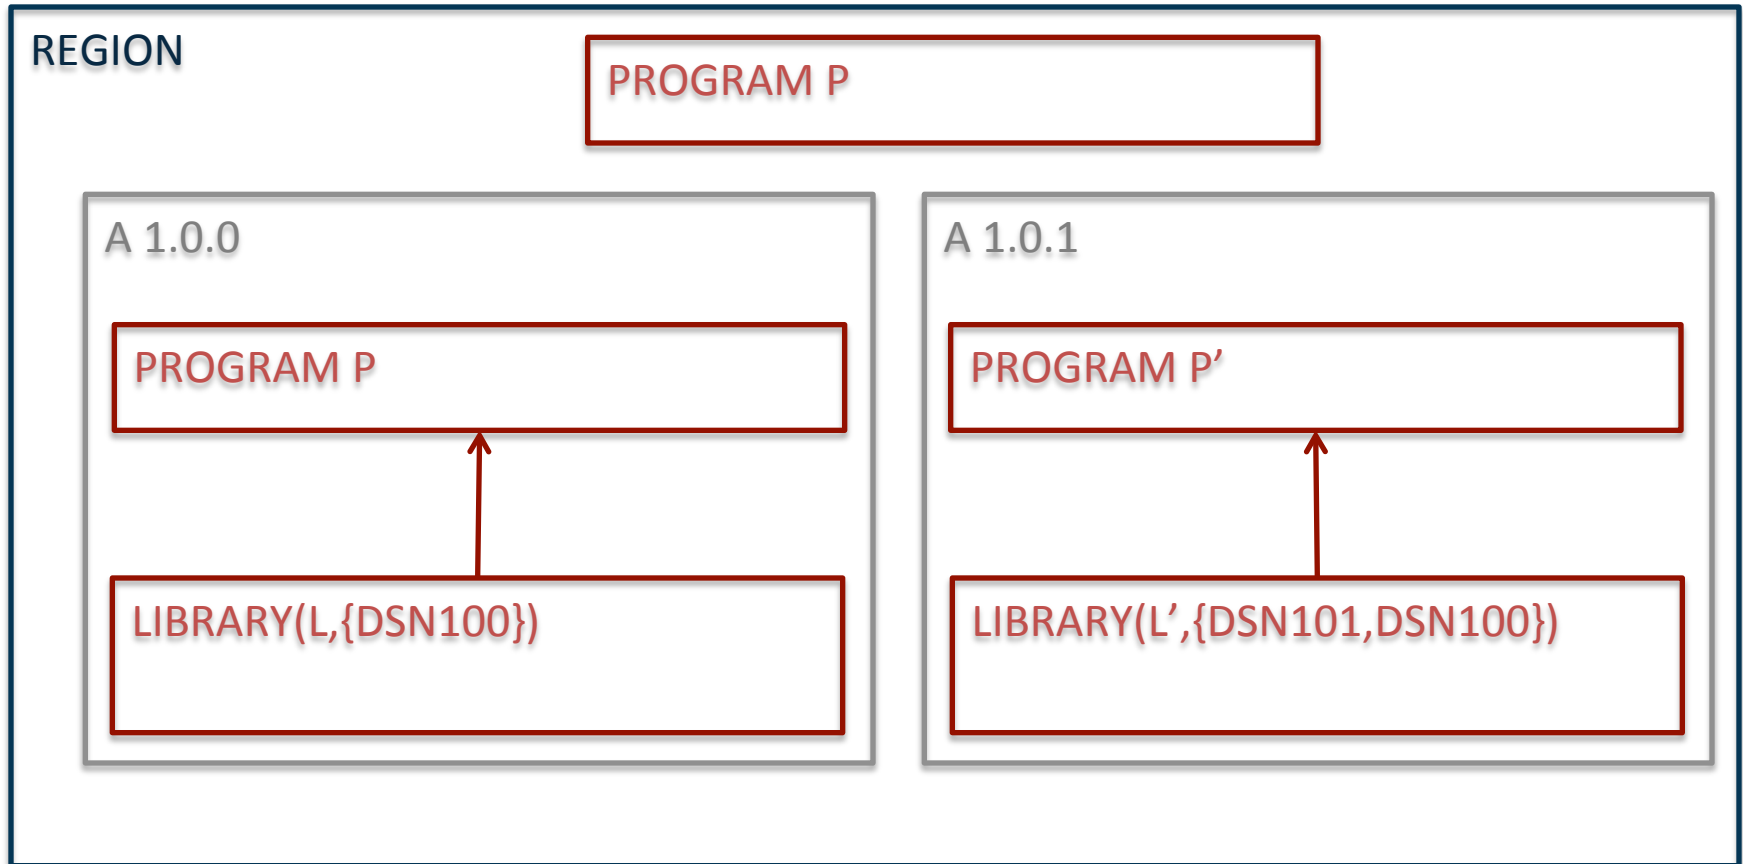 REGION
PROGRAM P
A 1.0.0
PROGRAM P
LIBRARY(L,{DSN100})
A 1.0.1
PROGRAM P’
LIBRARY(L’,{DSN101,DSN100})